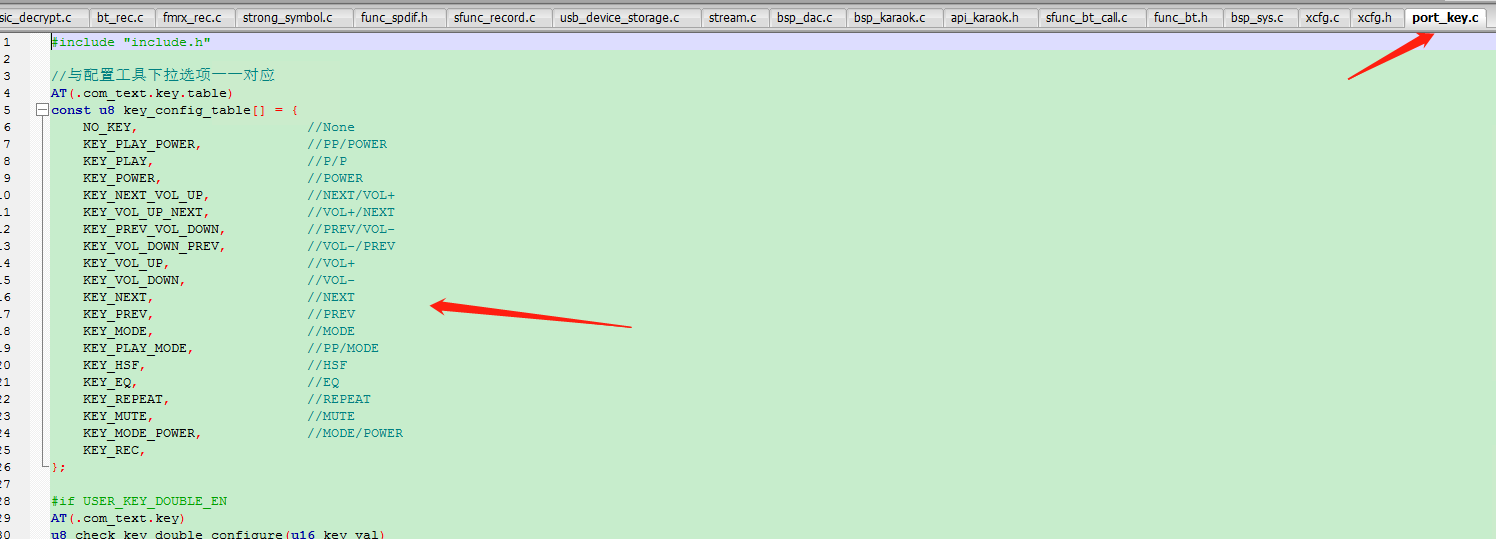 sic_decrypt.c bt_rec.c fmrx_rec.c strong_symbol.c func_spdif.h sfunc_record.c usb_device_storage.c stream.c bsp_dac.c bsp_karaok.c api_karaok.h sfunc_bt_call.c func_bt.h bsp_sys.c xcfg.c xcfg.h port_key.c
1 #include "include.h"
2
3 //与配置工具下拉选项一一对应
4 AT(.com_text.key.table)
5 const u8 key_config_table[] = {
6 NO_KEY, //None
7 KEY_PLAY_POWER, //PP/POWER
8 KEY_PLAY, //P/P
9 KEY_POWER, //POWER
10 KEY_NEXT_VOL_UP, //NEXT/VOL+
11 KEY_VOL_UP_NEXT, //VOL+/NEXT
12 KEY_PREV_VOL_DOWN, //PREV/VOL-
13 KEY_VOL_DOWN_PREV, //VOL-/PREV
14 KEY_VOL_UP, //VOL+
15 KEY_VOL_DOWN, //VOL-
16 KEY_NEXT, //NEXT
17 KEY_PREV, //PREV
18 KEY_MODE, //MODE
19 KEY_PLAY_MODE, //PP/MODE
20 KEY_HSF, //HSF
21 KEY_EQ, //EQ
22 KEY_REPEAT, //REPEAT
23 KEY_MUTE, //MUTE
24 KEY_MODE_POWER, //MODE/POWER
25 KEY_REC,
26 };
27
28 #if USER_KEY_DOUBLE_EN
29 AT(.com_text.key)
30 u8 check_key_double_configure(u16 key_val)